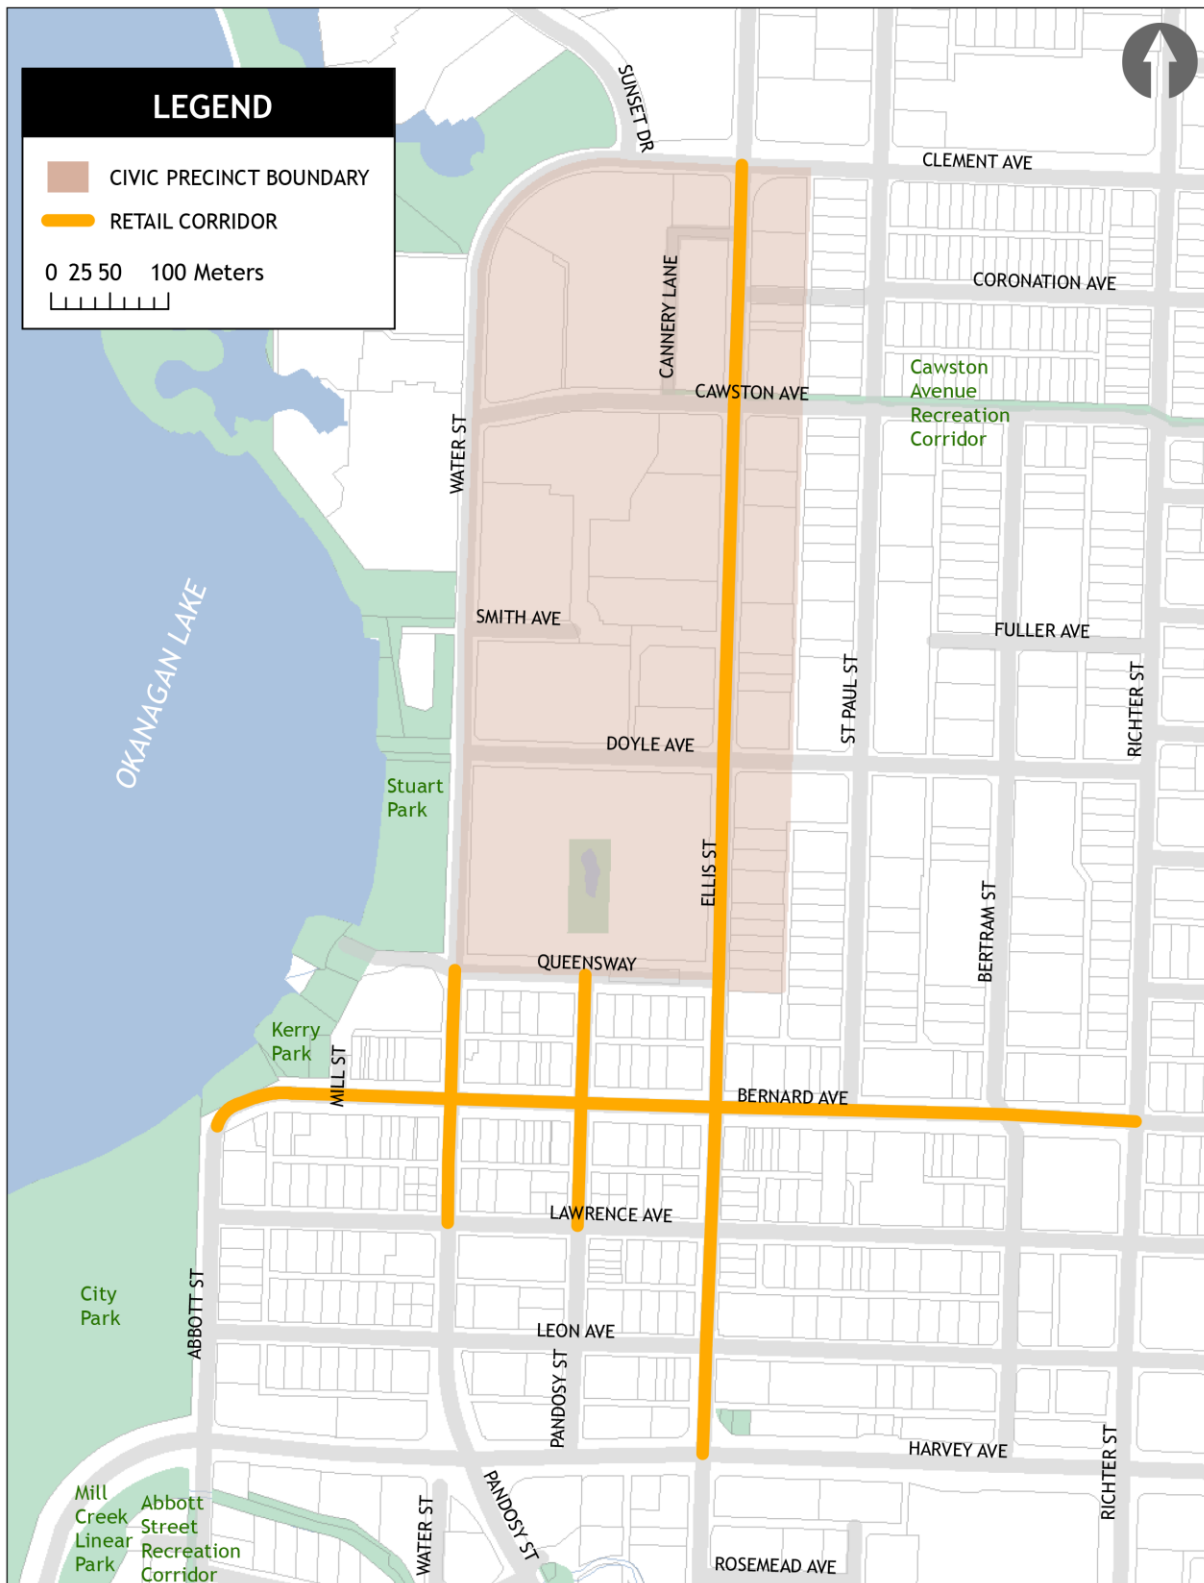 SUNSET DR
LEGEND
CIVIC PRECINCT BOUNDARY
RETAIL CORRIDOR
0 25 50 100 Meters
CLEMENT AVE
CANNERY LANE
CORONATION AVE
CAWSTON AVE
Cawston
Avenue
Recreation
Corridor
WATER ST
OKANAGAN LAKE
SMITH AVE
FULLER AVE
ST PAUL ST
RICHTER ST
DOYLE AVE
Stuart
Park
ELLIS ST
BERTRAM ST
QUEENSWAY
Kerry
Park
MILL ST
BERNARD AVE
LAWRENCE AVE
City
Park
ABBOTT ST
LEON AVE
PANDOSY ST
HARVEY AVE
RICHTER ST
Mill
Creek
Linear
Park
Abbott
Street
Recreation
Corridor
WATER ST
PANDOSY ST
ROSEMEAD AVE